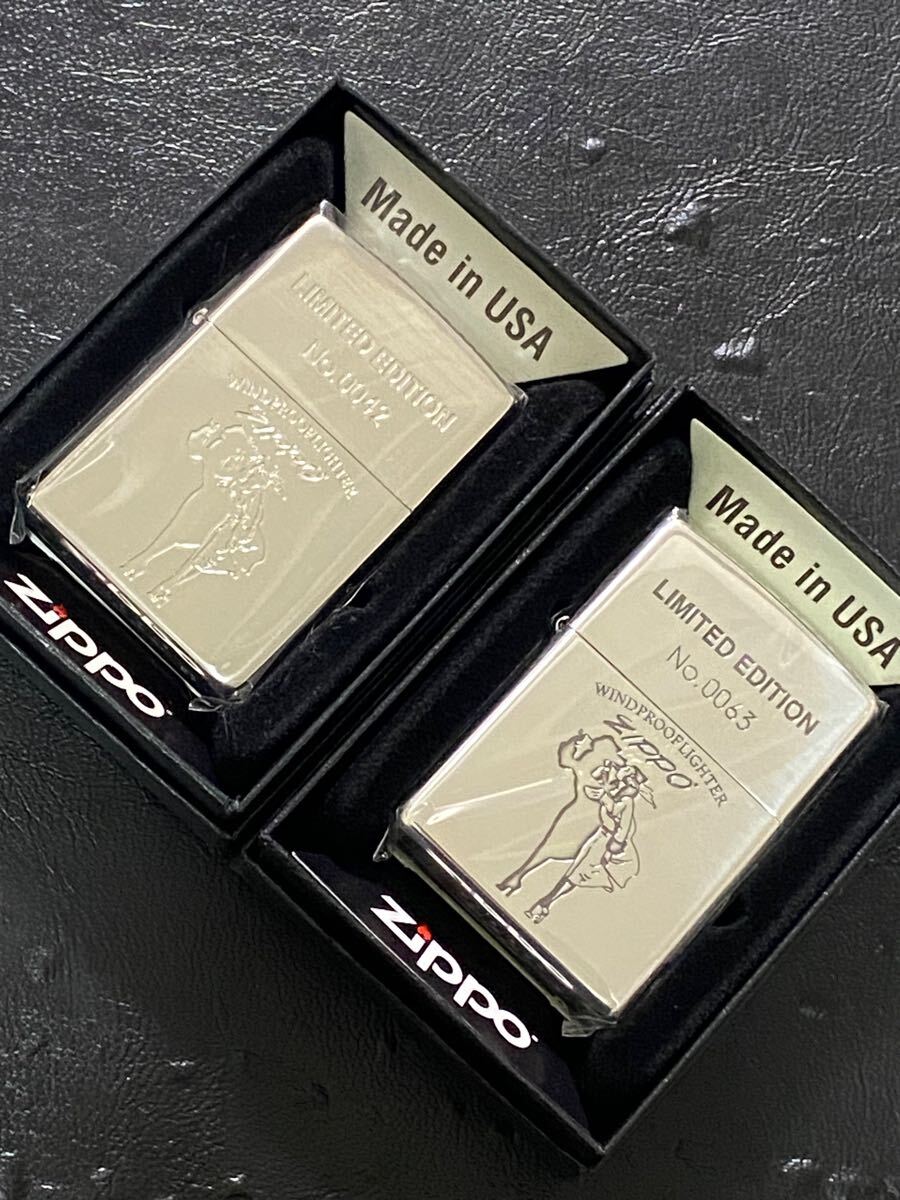 Made in USA
LIMITED EDITION
No.0042
WINDPROOFLIGHTER
Zippo
Zippo
Made in USA
LIMITED EDITION
No.0063
WINDPROOFLIGHTER
Zippo
Zippo